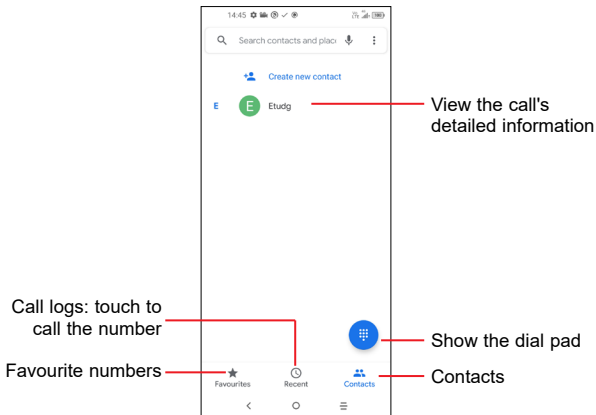 14:45
Search contacts and place
Create new contact
E
E
Etudg
View the call's
detailed information
Call logs: touch to
call the number
Show the dial pad
Favourite numbers
Favourites
Recent
Contacts
Contacts